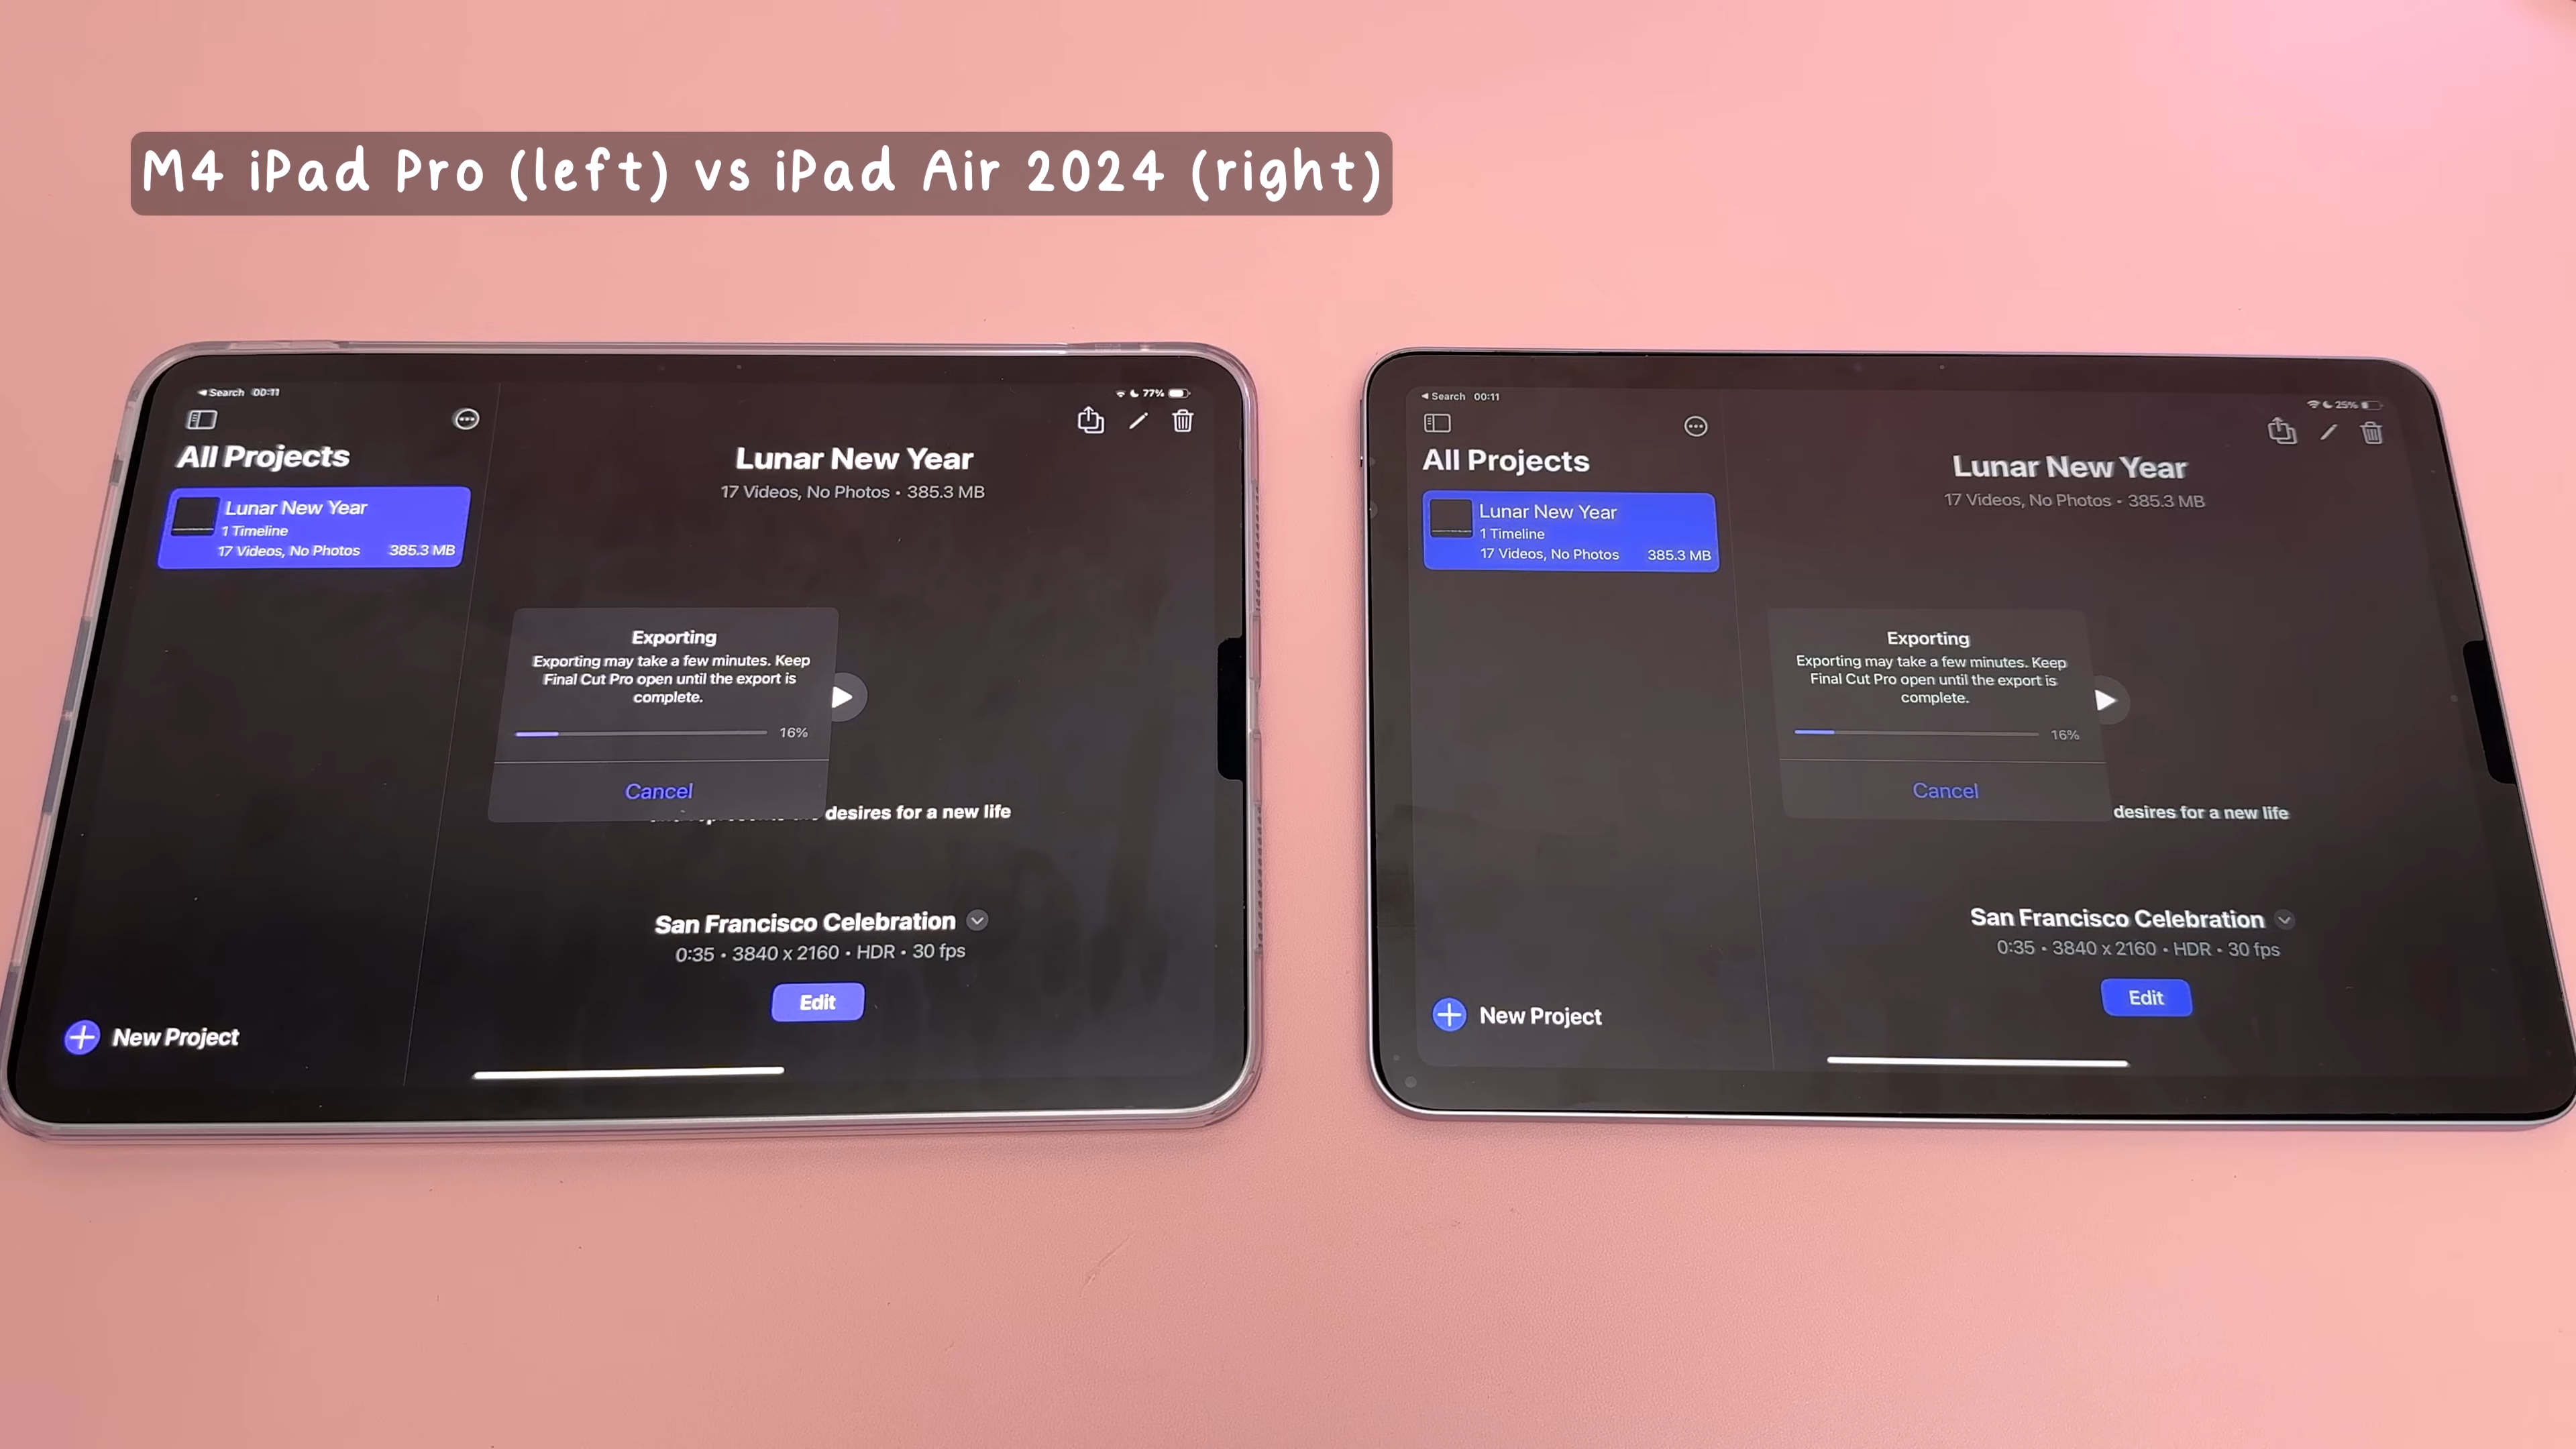 M4 iPad Pro (left) vs iPad Air 2024 (right)
Search 00:11
77%
All Projects
Lunar New Year
1 Timeline
17 Videos, No Photos 385.3 MB
Lunar New Year
17 Videos, No Photos • 385.3 MB
Exporting
Exporting may take a few minutes. Keep
Final Cut Pro open until the export is
complete.
16%
Cancel
desires for a new life
San Francisco Celebration
0:35 • 3840 x 2160 • HDR • 30 fps
Edit
New Project
Search 00:11
25%
All Projects
Lunar New Year
1 Timeline
17 Videos, No Photos 385.3 MB
Lunar New Year
17 Videos, No Photos • 385.3 MB
Exporting
Exporting may take a few minutes. Keep
Final Cut Pro open until the export is
complete.
16%
Cancel
desires for a new life
San Francisco Celebration
0:35 • 3840 x 2160 • HDR • 30 fps
Edit
New Project